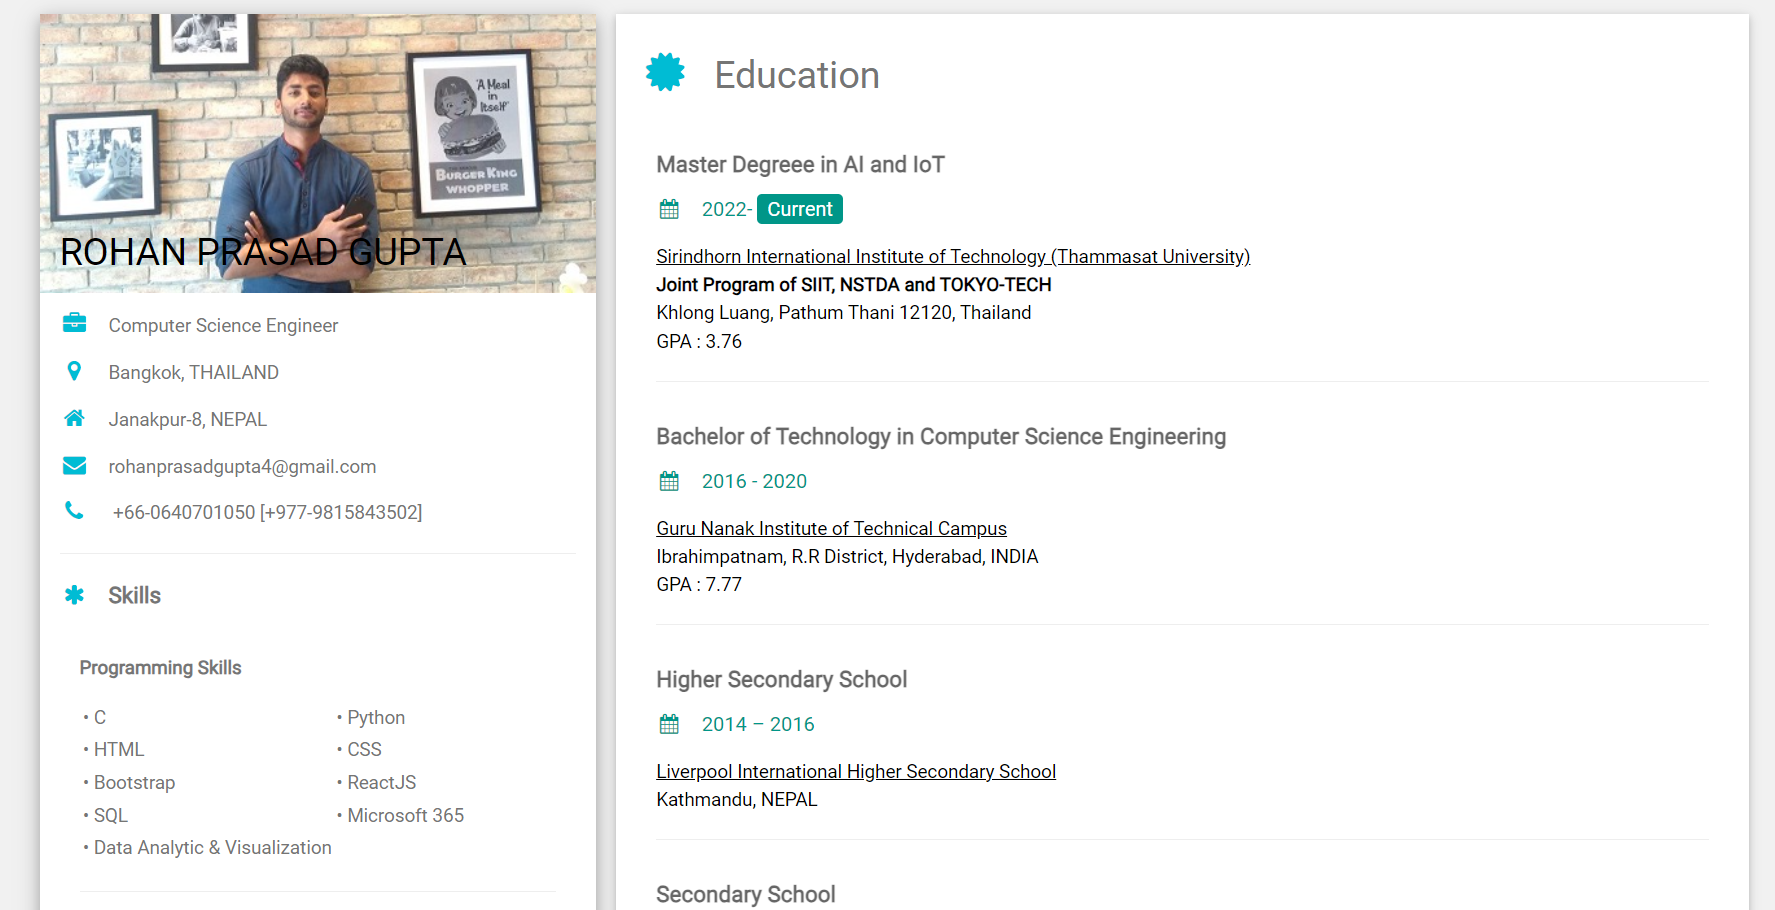 "A Meal
in
Itself"
BURGER KING
WHOPPER
ROHAN PRASAD GUPTA
Computer Science Engineer
Bangkok, THAILAND
Janakpur-8, NEPAL
rohanprasadgupta4@gmail.com
+66-0640701050 [+977-9815843502]
Skills
Programming Skills
• C
• Python
• HTML
• CSS
• Bootstrap
• ReactJS
• SQL
• Microsoft 365
• Data Analytic & Visualization
Education
Master Degreee in AI and IoT
2022- Current
Sirindhorn International Institute of Technology (Thammasat University)
Joint Program of SIIT, NSTDA and TOKYO-TECH
Khlong Luang, Pathum Thani 12120, Thailand
GPA : 3.76
Bachelor of Technology in Computer Science Engineering
2016 - 2020
Guru Nanak Institute of Technical Campus
Ibrahimpatnam, R.R District, Hyderabad, INDIA
GPA : 7.77
Higher Secondary School
2014 – 2016
Liverpool International Higher Secondary School
Kathmandu, NEPAL
Secondary School